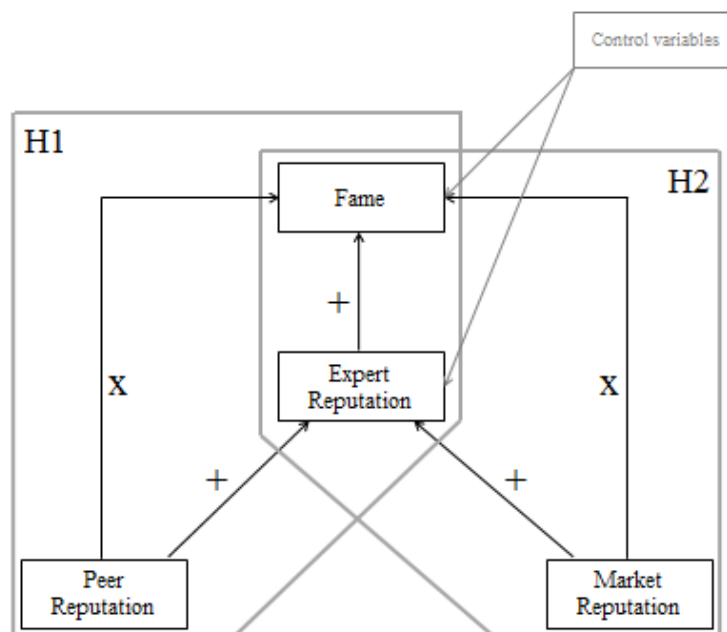 Control variables
H1
H2
Fame
+
Expert
Reputation
X
X
+
+
Peer
Reputation
Market
Reputation